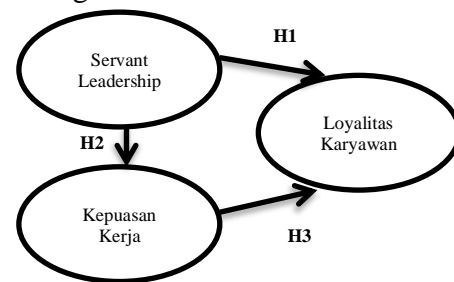 H1
Servant
Leadership
Loyalitas
Karyawan
H2
Kepuasan
Kerja
H3